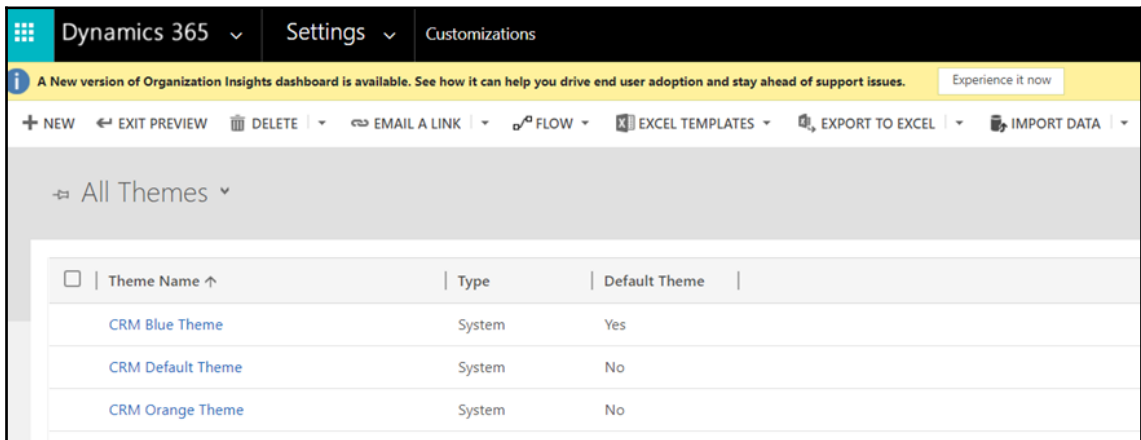 Dynamics 365 Settings Customizations
A New version of Organization Insights dashboard is available. See how it can help you drive end user adoption and stay ahead of support issues. Experience it now
NEW EXIT PREVIEW DELETE EMAIL A LINK FLOW EXCEL TEMPLATES EXPORT TO EXCEL IMPORT DATA
All Themes
Theme Name Type Default Theme
CRM Blue Theme System Yes
CRM Default Theme System No
CRM Orange Theme System No